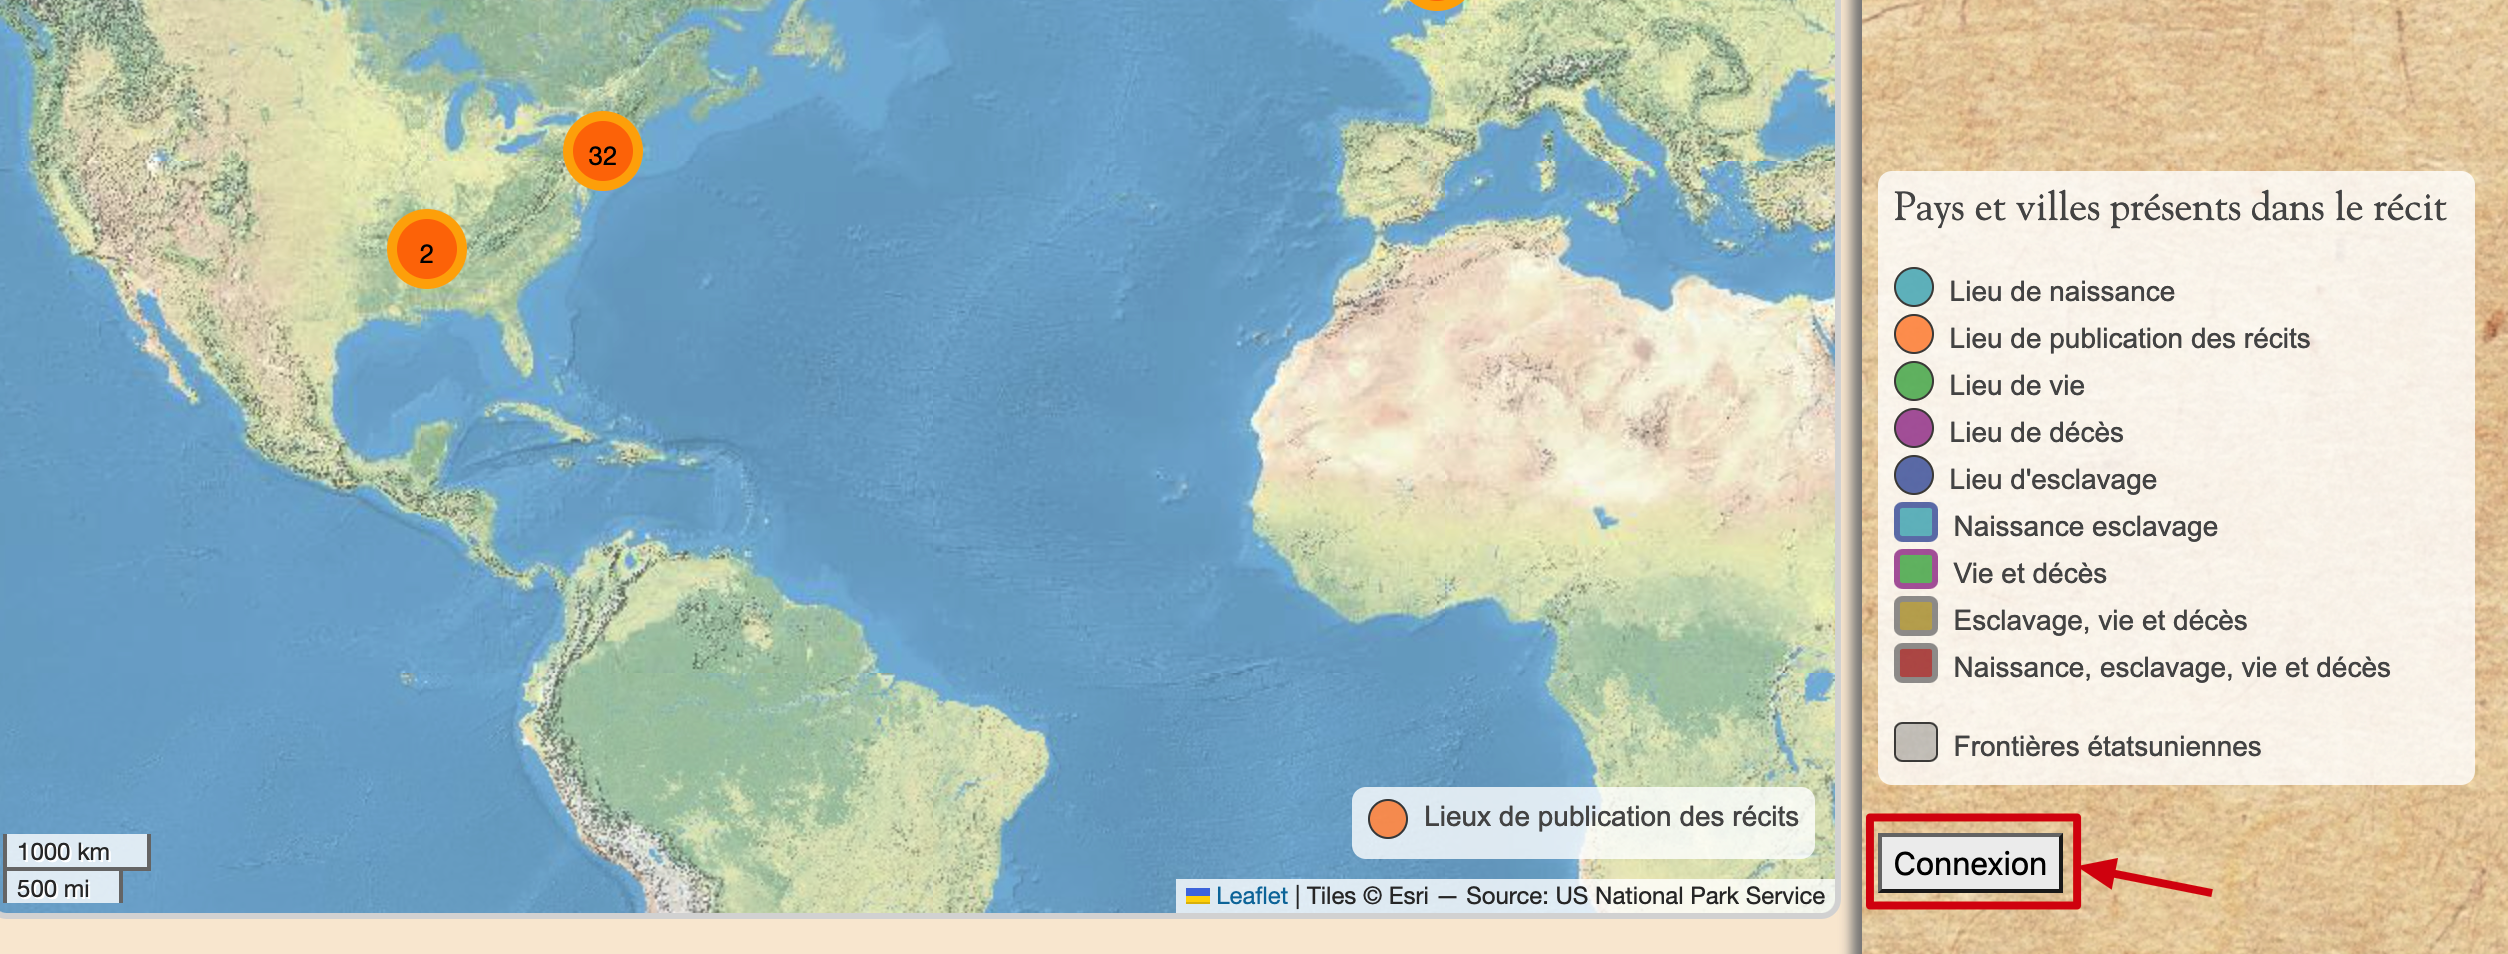 32
2
1000 km
500 mi
Lieux de publication des récits
Leaflet | Tiles © Esri — Source: US National Park Service
Pays et villes présents dans le récit
Lieu de naissance
Lieu de publication des récits
Lieu de vie
Lieu de décès
Lieu d'esclavage
Naissance esclavage
Vie et décès
Esclavage, vie et décès
Naissance, esclavage, vie et décès
Frontières étatsuniennes
Connexion